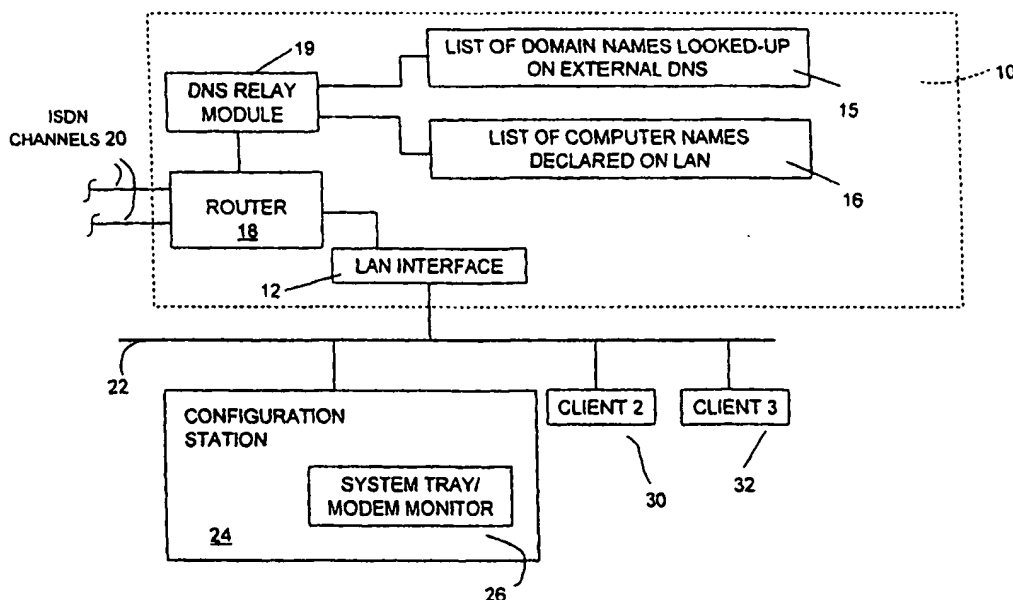 19
LIST OF DOMAIN NAMES LOOKED-UP
ON EXTERNAL DNS
10
DNS RELAY
MODULE
15
ISDN
CHANNELS 20
LIST OF COMPUTER NAMES
DECLARED ON LAN
16
ROUTER
18
LAN INTERFACE
12
22
CONFIGURATION
STATION
CLIENT 2
CLIENT 3
SYSTEM TRAY/
MODEM MONITOR
30
32
24
26